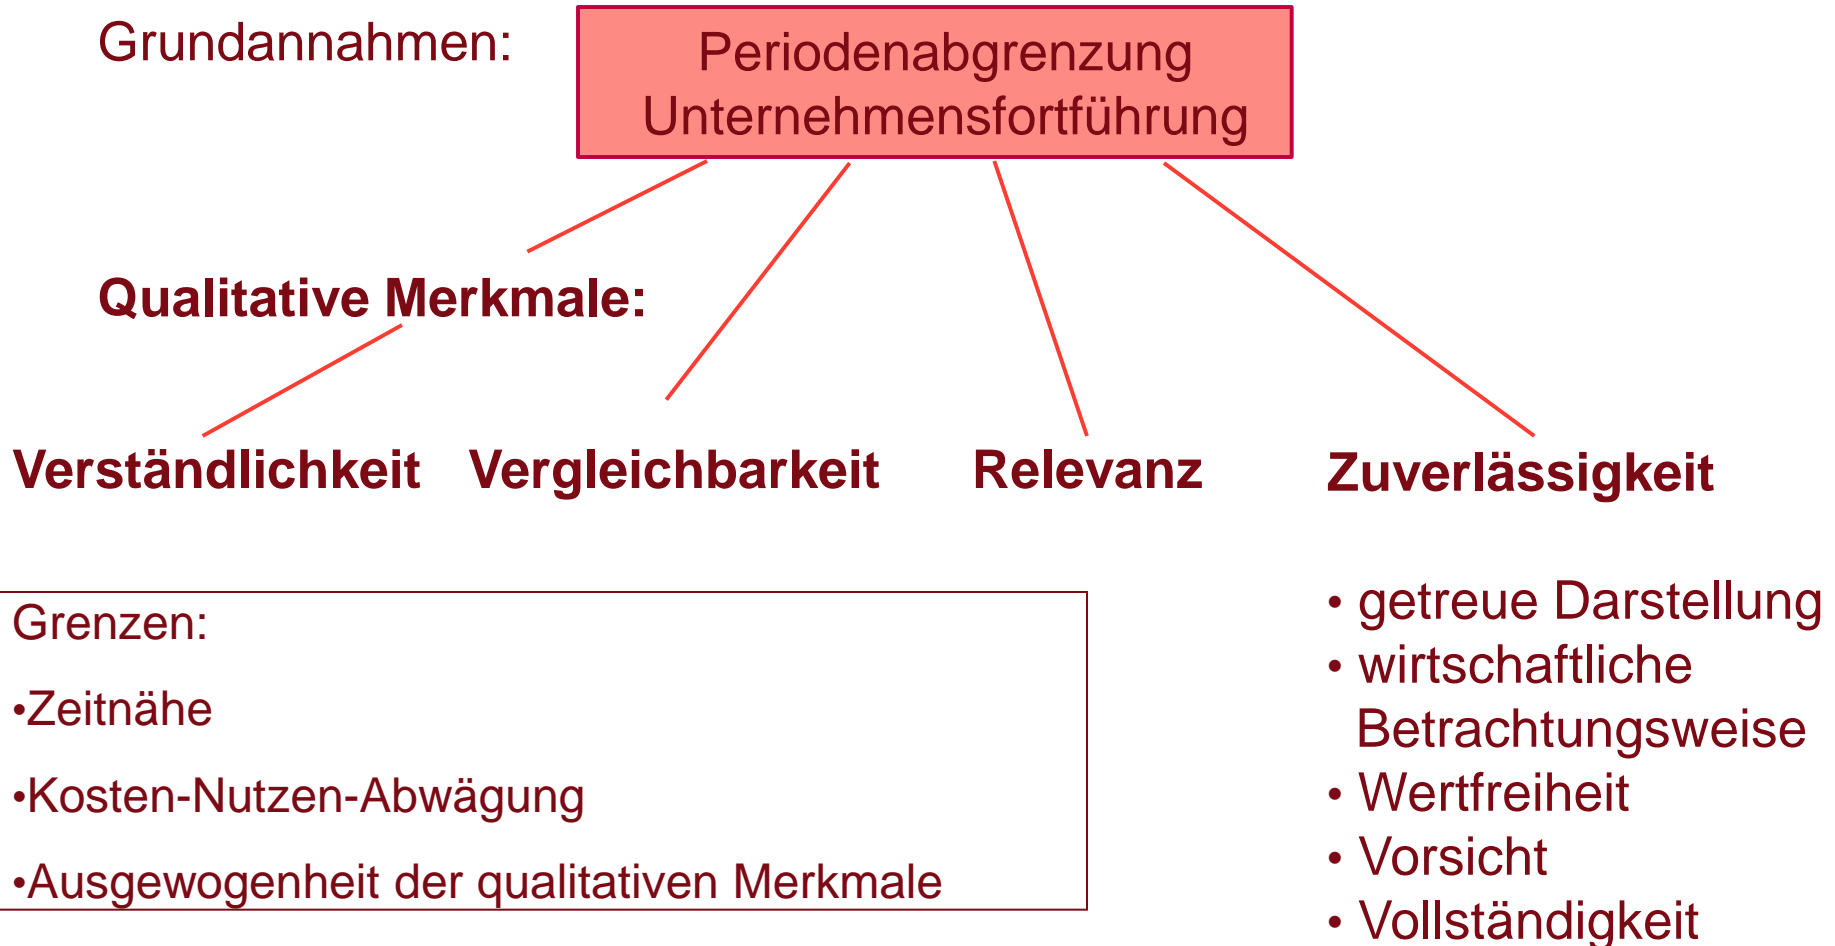 Grundannahmen:
Periodenabgrenzung
Unternehmensfortführung
Qualitative Merkmale:
Verständlichkeit Vergleichbarkeit Relevanz Zuverlässigkeit
Grenzen:
•Zeitnähe
•Kosten-Nutzen-Abwägung
•Ausgewogenheit der qualitativen Merkmale
• getreue Darstellung
• wirtschaftliche
Betrachtungsweise
• Wertfreiheit
• Vorsicht
• Vollständigkeit